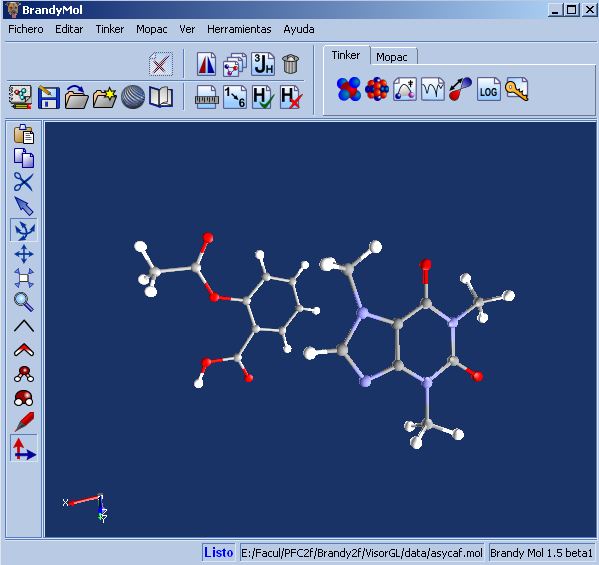 BrandyMol
Fichero Editar Tinker Mopac Ver Herramientas Ayuda
Tinker Mopac
3JH
1 6 H H LOG
X Z Y
Listo E:/Facul/PFC2f/Brandy2f/VisorGL/data/asycaf.mol Brandy Mol 1.5 beta1